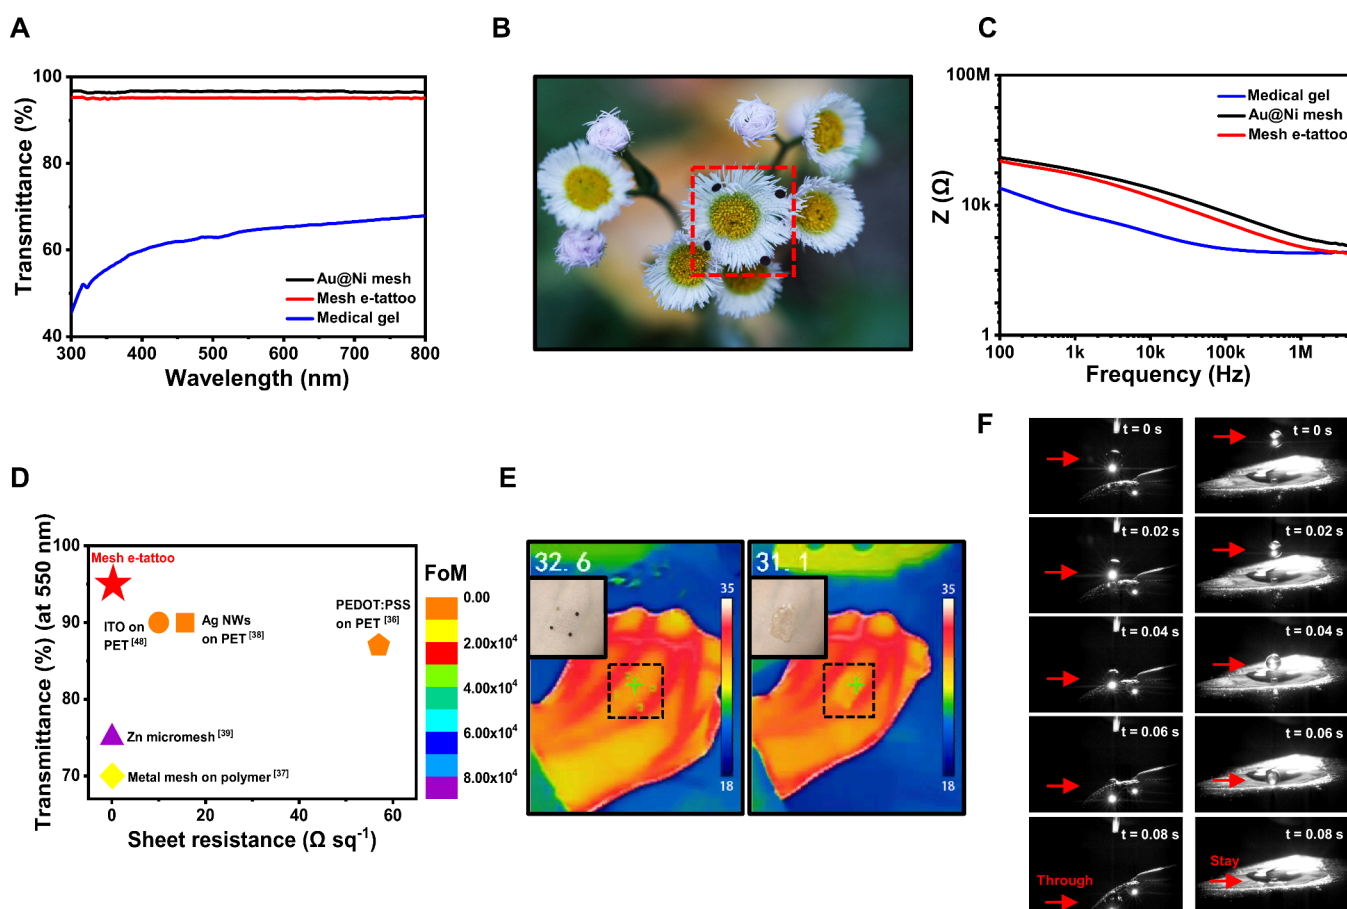 A
Transmittance (%)
100
80
60
40
Au@Ni mesh
Mesh e-tattoo
Medical gel
300 400 500 600 700 800
Wavelength (nm)
B
C
Z (Ω)
100M
10k
1
Medical gel
Au@Ni mesh
Mesh e-tattoo
100 1k 10k 100k 1M
Frequency (Hz)
D
Transmittance (%) (at 550 nm)
100
90
80
70
Mesh e-tattoo
ITO on
PET [48]
Ag NWs
on PET [38]
PEDOT:PSS
on PET [36]
Zn micromesh [39]
Metal mesh on polymer [37]
0 20 40 60
Sheet resistance (Ω sq⁻¹)
FoM
0.00
2.00x10⁴
4.00x10⁴
6.00x10⁴
8.00x10⁴
E
32.6
35
18
31.1
35
18
F
t = 0 s
t = 0 s
t = 0.02 s
t = 0.02 s
t = 0.04 s
t = 0.04 s
t = 0.06 s
t = 0.06 s
t = 0.08 s
Through
t = 0.08 s
Stay